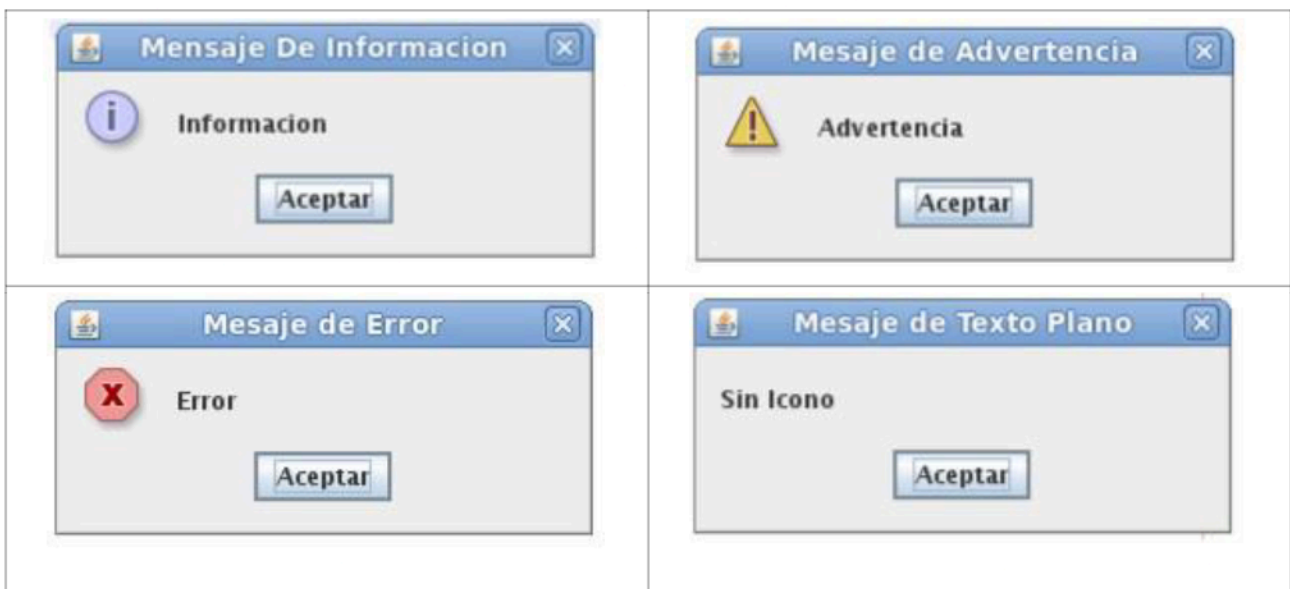 Mensaje De Informacion
Informacion
Aceptar
Mesaje de Advertencia
Advertencia
Aceptar
Mesaje de Error
Error
Aceptar
Mesaje de Texto Plano
Sin Icono
Aceptar